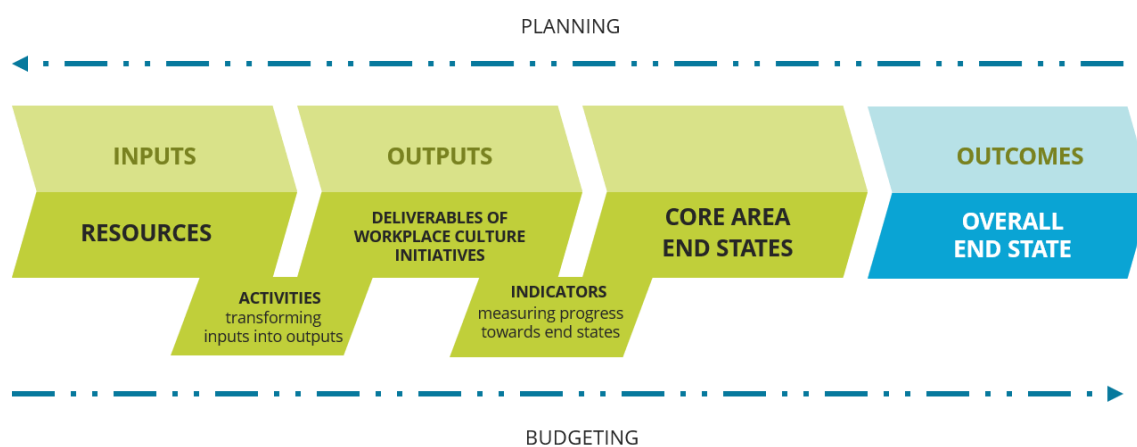 PLANNING
INPUTS
OUTPUTS
OUTCOMES
RESOURCES
DELIVERABLES OF
WORKPLACE CULTURE
INITIATIVES
CORE AREA
END STATES
OVERALL
END STATE
ACTIVITIES
transforming
inputs into outputs
INDICATORS
measuring progress
towards end states
BUDGETING